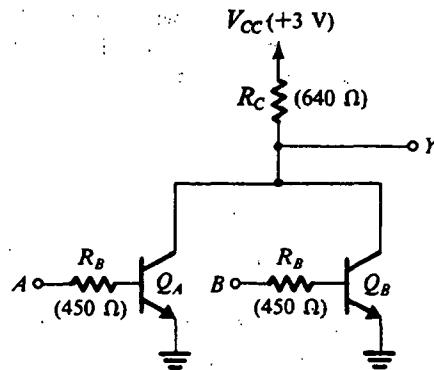 V_CC (+3 V)
R_C (640 Ω)
Y
A R_B Q_A B R_B Q_B
(450 Ω) (450 Ω)